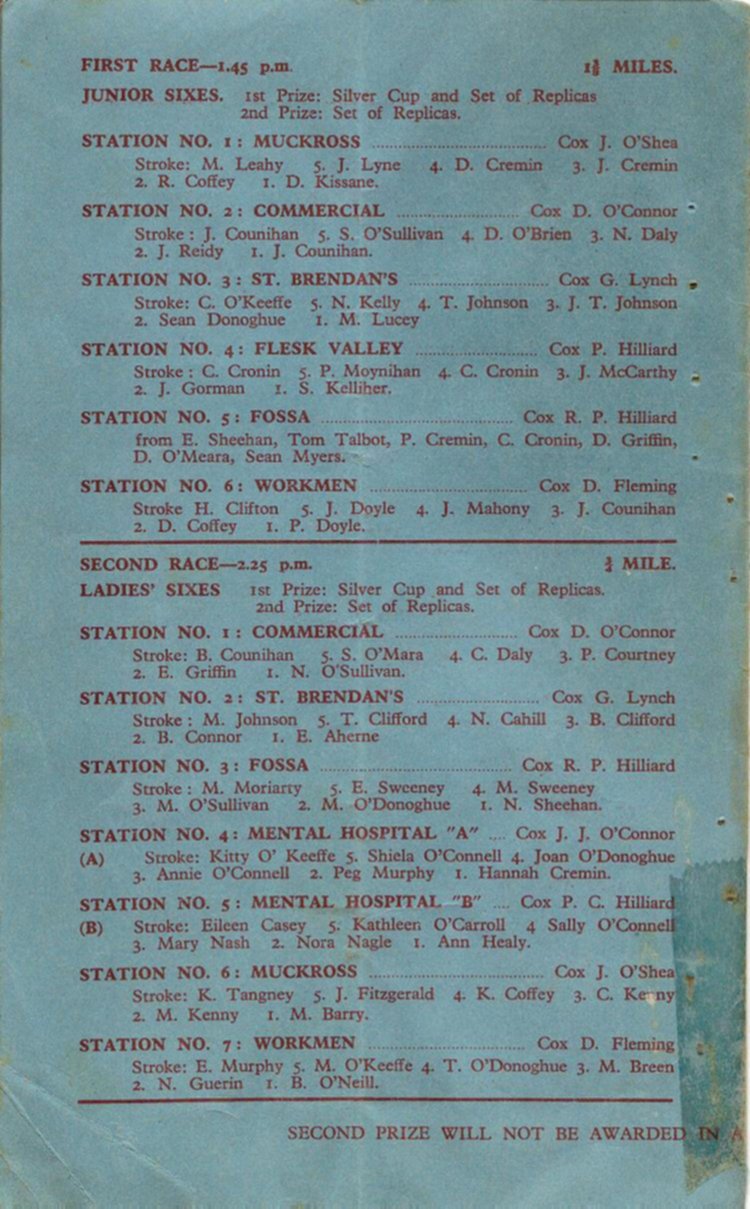 FIRST RACE—1.45 p.m. 1½ MILES.
JUNIOR SIXES. 1st Prize: Silver Cup and Set of Replicas
2nd Prize: Set of Replicas.
STATION NO. 1: MUCKROSS ................................ Cox J. O'Shea
Stroke: M. Leahy 5. J. Lyne 4. D. Cremin 3. J. Cremin
2. R. Coffey 1. D. Kissane.
STATION NO. 2: COMMERCIAL ...................... Cox D. O'Connor
Stroke : J. Counihan 5. S. O'Sullivan 4. D. O'Brien 3. N. Daly
2. J. Reidy 1. J. Counihan.
STATION NO. 3: ST. BRENDAN'S .......................... Cox G. Lynch
Stroke: C. O'Keeffe 5. N. Kelly 4. T. Johnson 3. J. T. Johnson
2. Sean Donoghue 1. M. Lucey
STATION NO. 4: FLESK VALLEY ...................... Cox P. Hilliard
Stroke : C. Cronin 5. P. Moynihan 4. C. Cronin 3. J. McCarthy
2. J. Gorman 1. S. Kelliher.
STATION NO. 5: FOSSA .................................... Cox R. P. Hilliard
from E. Sheehan, Tom Talbot, P. Cremin, C. Cronin, D. Griffin,
D. O'Meara, Sean Myers.
STATION NO. 6: WORKMEN ............................. Cox D. Fleming
Stroke H. Clifton 5. J. Doyle 4. J. Mahony 3. J. Counihan
2. D. Coffey 1. P. Doyle.
SECOND RACE—2.25 p.m. ¾ MILE.
LADIES' SIXES 1st Prize: Silver Cup and Set of Replicas.
2nd Prize: Set of Replicas.
STATION NO. 1: COMMERCIAL ...................... Cox D. O'Connor
Stroke: B. Counihan 5. S. O'Mara 4. C. Daly 3. P. Courtney
2. E. Griffin 1. N. O'Sullivan.
STATION NO. 2: ST. BRENDAN'S ....................... Cox G. Lynch
Stroke : M. Johnson 5. T. Clifford 4. N. Cahill 3. B. Clifford
2. B. Connor 1. E. Aherne
STATION NO. 3: FOSSA .................................... Cox R. P. Hilliard
Stroke : M. Moriarty 5. E. Sweeney 4. M. Sweeney
3. M. O'Sullivan 2. M. O'Donoghue 1. N. Sheehan.
STATION NO. 4: MENTAL HOSPITAL "A" .... Cox J. J. O'Connor
(A) Stroke: Kitty O' Keeffe 5. Shiela O'Connell 4. Joan O'Donoghue
3. Annie O'Connell 2. Peg Murphy 1. Hannah Cremin.
STATION NO. 5: MENTAL HOSPITAL "B" .... Cox P. C. Hilliard
(B) Stroke: Eileen Casey 5. Kathleen O'Carroll 4 Sally O'Connell
3. Mary Nash 2. Nora Nagle 1. Ann Healy.
STATION NO. 6: MUCKROSS ................................ Cox J. O'Shea
Stroke: K. Tangney 5. J. Fitzgerald 4. K. Coffey 3. C. Kenny
2. M. Kenny 1. M. Barry.
STATION NO. 7: WORKMEN ............................. Cox D. Fleming
Stroke: E. Murphy 5. M. O'Keeffe 4. T. O'Donoghue 3. M. Breen
2. N. Guerin 1. B. O'Neill.
SECOND PRIZE WILL NOT BE AWARDED IN A